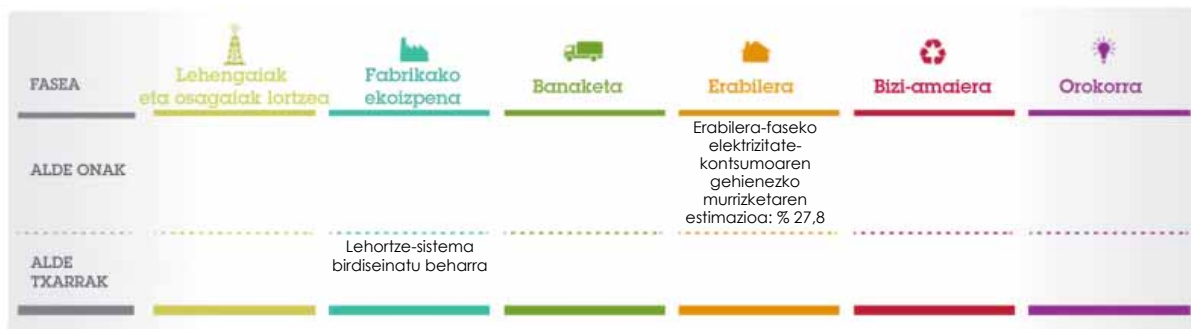 FASEA
Lehengaiak
eta osagaiak lortzea
Fabrikako
ekoizpena
Banaketa
Erabilera
Bizi-amaiera
Orokorra
ALDE ONAK
Erabilera-faseko
elektrizitate-
kontsumoaren
gehienezko
murrizketaren
estimazioa: % 27,8
ALDE
TXARRAK
Lehortze-sistema
birdiseinatu beharra